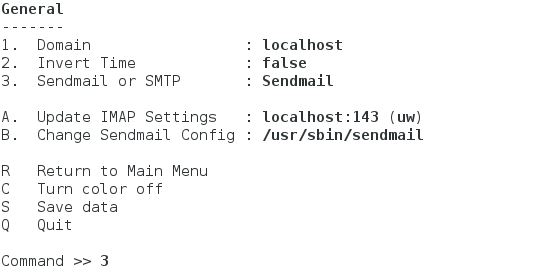 General
-------
1.  Domain                 : localhost
2.  Invert Time            : false
3.  Sendmail or SMTP       : Sendmail
A.  Update IMAP Settings   : localhost:143 (uw)
B.  Change Sendmail Config : /usr/sbin/sendmail
R   Return to Main Menu
C   Turn color off
S   Save data
Q   Quit
Command >> 3